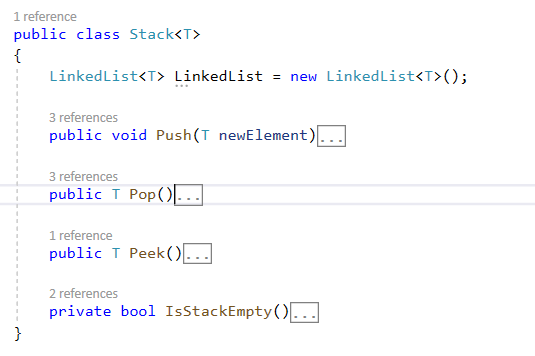 1 reference
public class Stack<T>
{
LinkedList<T> LinkedList = new LinkedList<T>();
3 references
public void Push(T newElement)...
3 references
public T Pop()...
1 reference
public T Peek()...
2 references
private bool IsStackEmpty()...
}